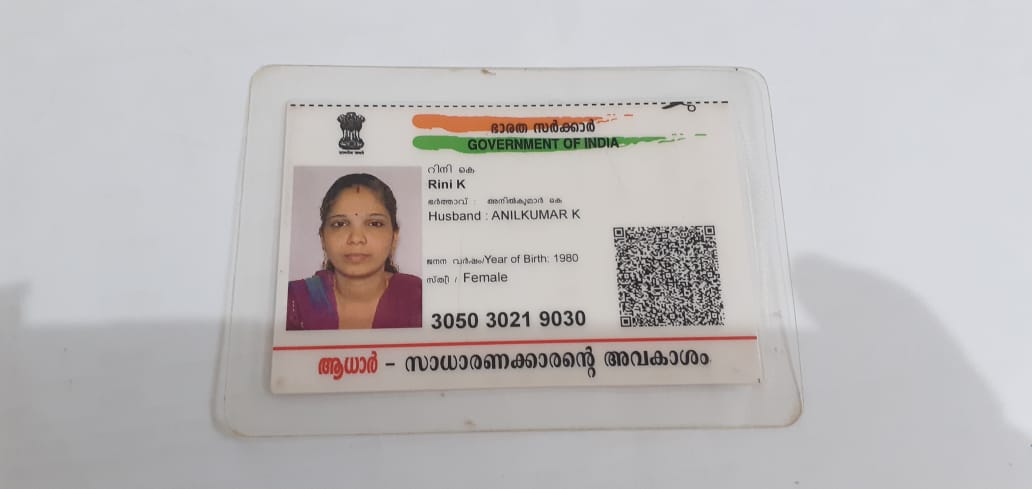 ഭാരത സർക്കാർ
GOVERNMENT OF INDIA
റിനി കെ
Rini K
ഭർത്താവ് : അനിൽകുമാർ കെ
Husband : ANILKUMAR K
ജനന വർഷം/Year of Birth: 1980
സ്ത്രീ / Female
3050 3021 9030
ആധാർ – സാധാരണക്കാരന്റെ അവകാശം